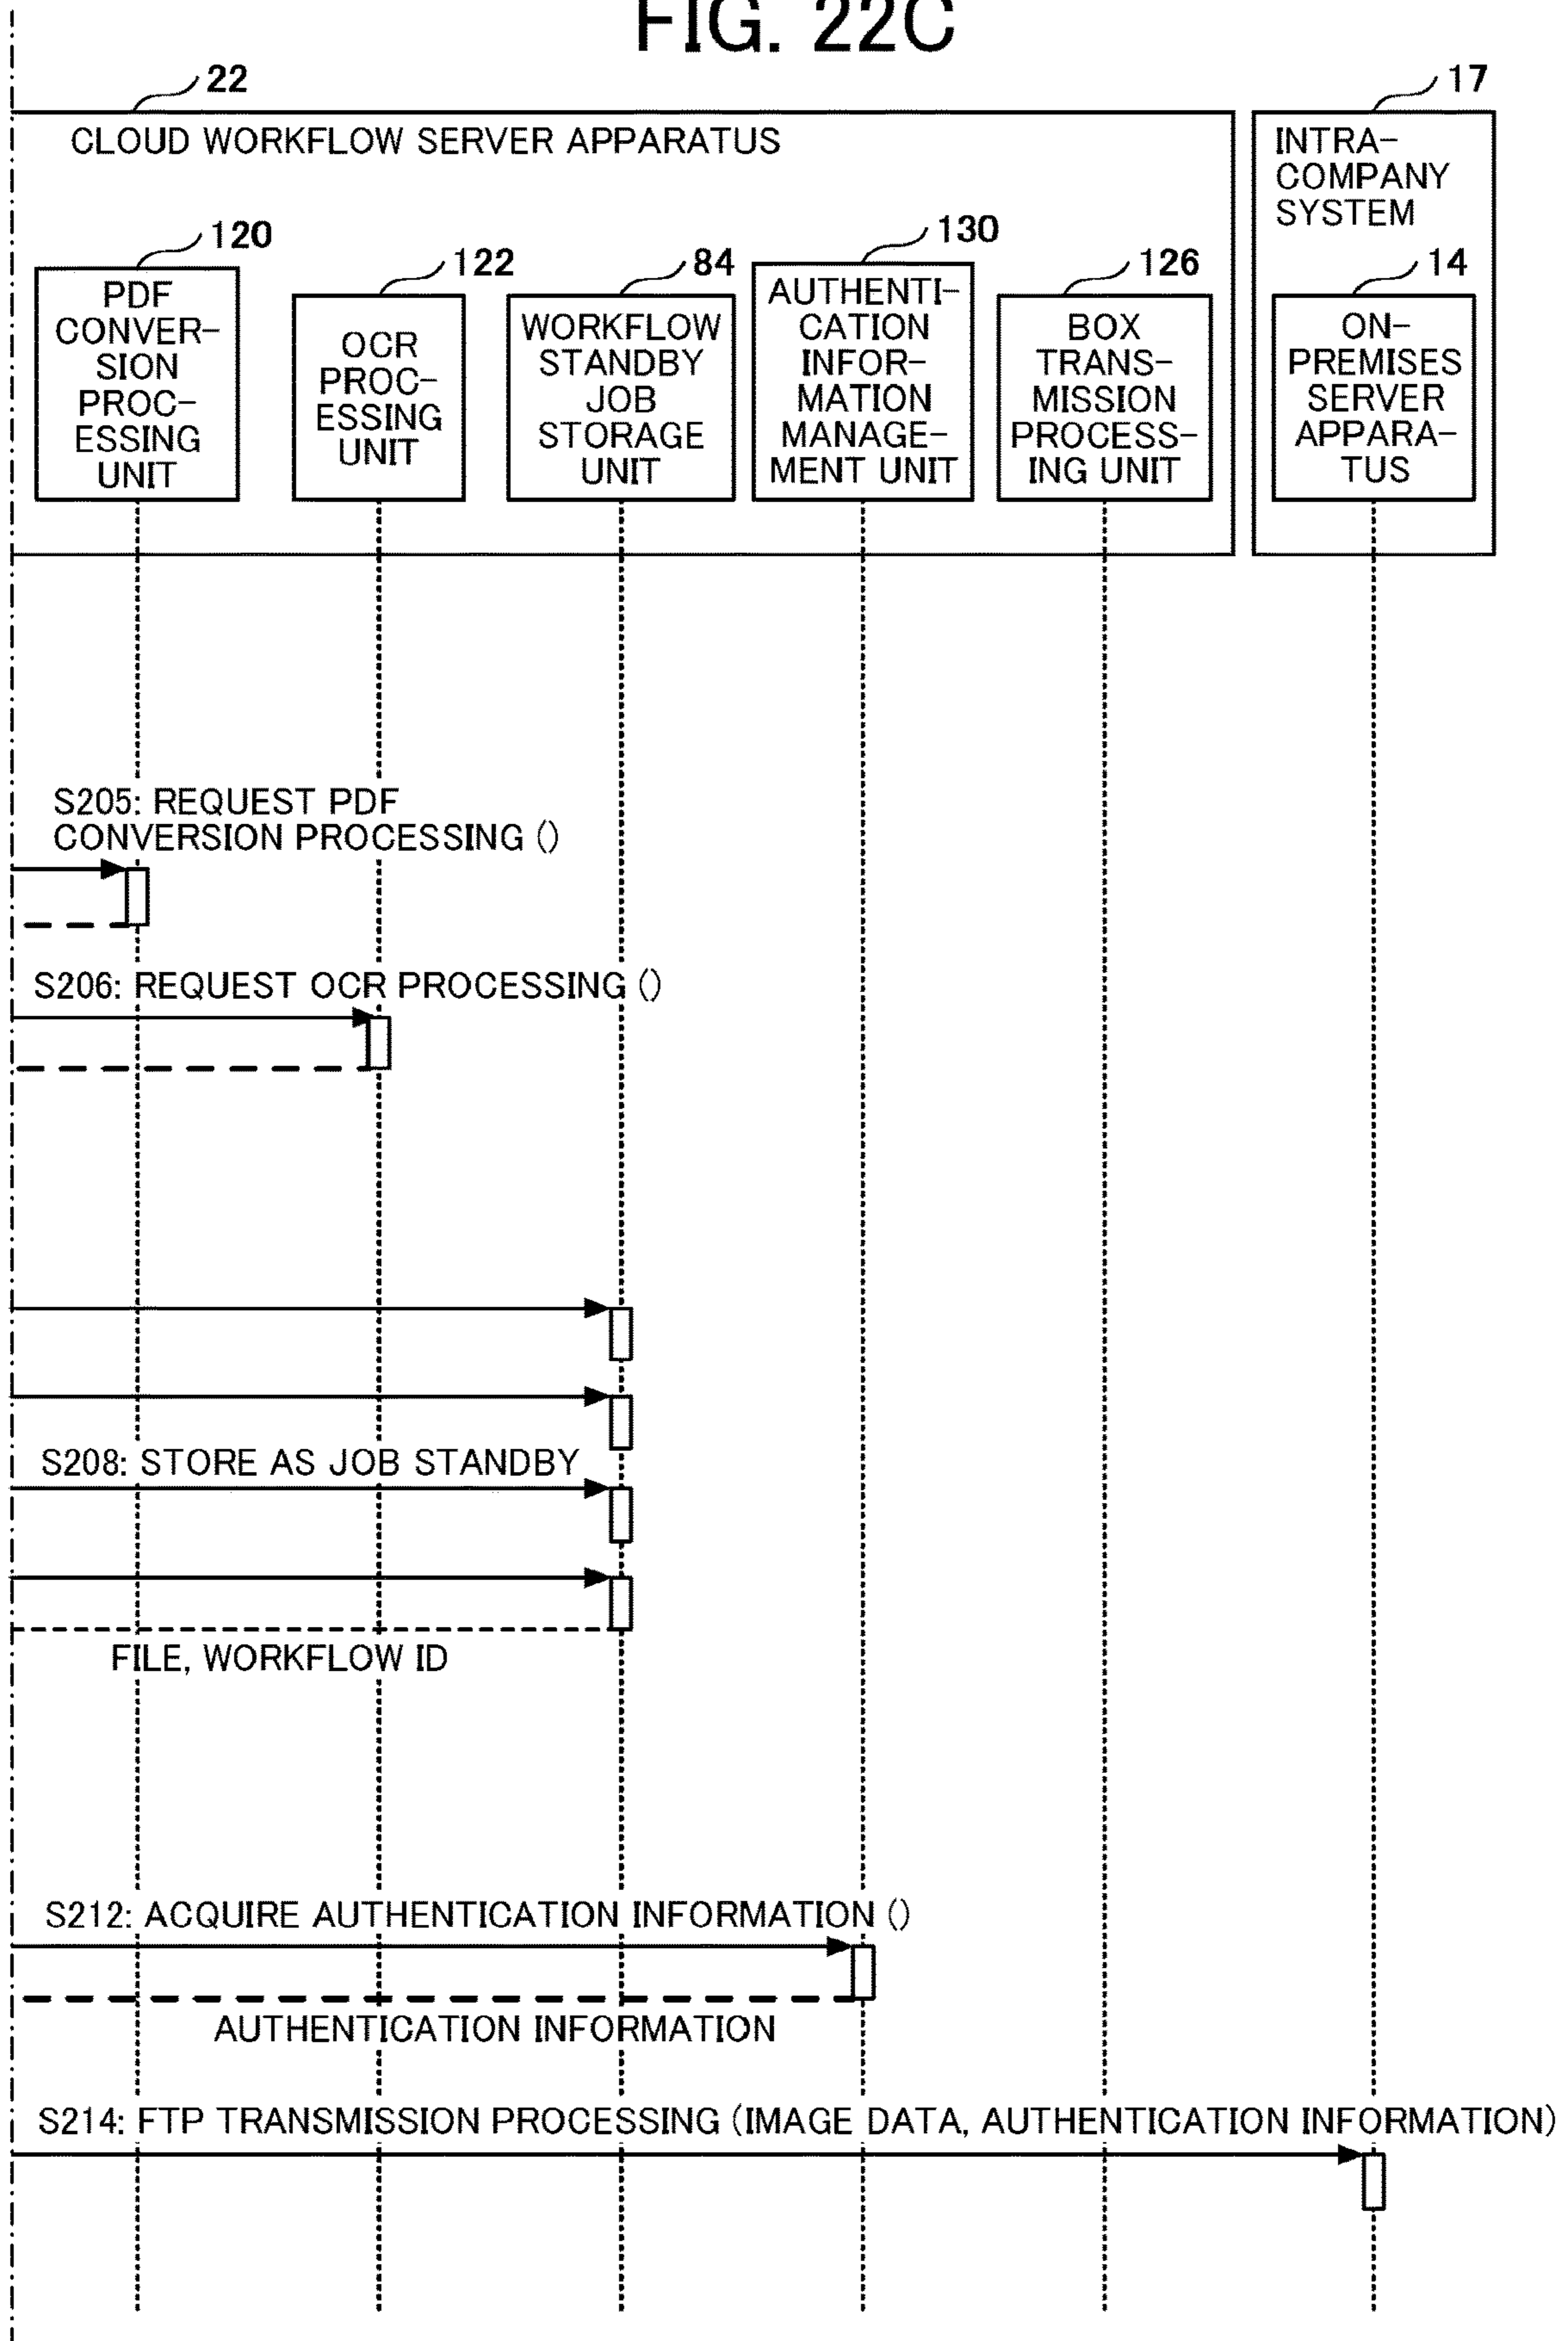 FIG. 22C
22
17
CLOUD WORKFLOW SERVER APPARATUS
INTRA-
COMPANY
SYSTEM
120
PDF
CONVER-
SION
PROC-
ESSING
UNIT
122
OCR
PROC-
ESSING
UNIT
84
WORKFLOW
STANDBY
JOB
STORAGE
UNIT
130
AUTHENTI-
CATION
INFOR-
MATION
MANAGE-
MENT UNIT
126
BOX
TRANS-
MISSION
PROCESS-
ING UNIT
14
ON-
PREMISES
SERVER
APPARA-
TUS
S205: REQUEST PDF
CONVERSION PROCESSING ()
S206: REQUEST OCR PROCESSING ()
S208: STORE AS JOB STANDBY
FILE, WORKFLOW ID
S212: ACQUIRE AUTHENTICATION INFORMATION ()
AUTHENTICATION INFORMATION
S214: FTP TRANSMISSION PROCESSING (IMAGE DATA, AUTHENTICATION INFORMATION)